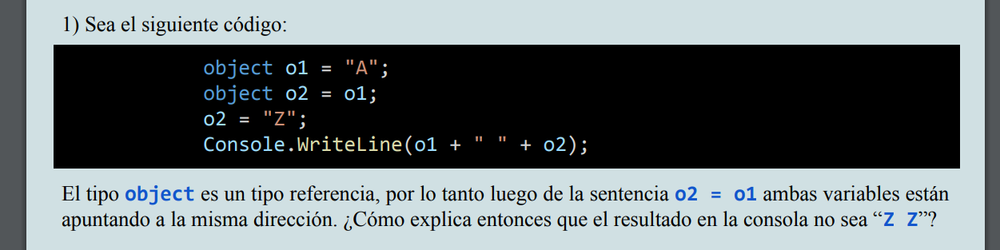 1) Sea el siguiente código:
object o1 = "A";
object o2 = o1;
o2 = "Z";
Console.WriteLine(o1 + " " + o2);
El tipo object es un tipo referencia, por lo tanto luego de la sentencia o2 = o1 ambas variables están
apuntando a la misma dirección. ¿Cómo explica entonces que el resultado en la consola no sea “Z Z”?